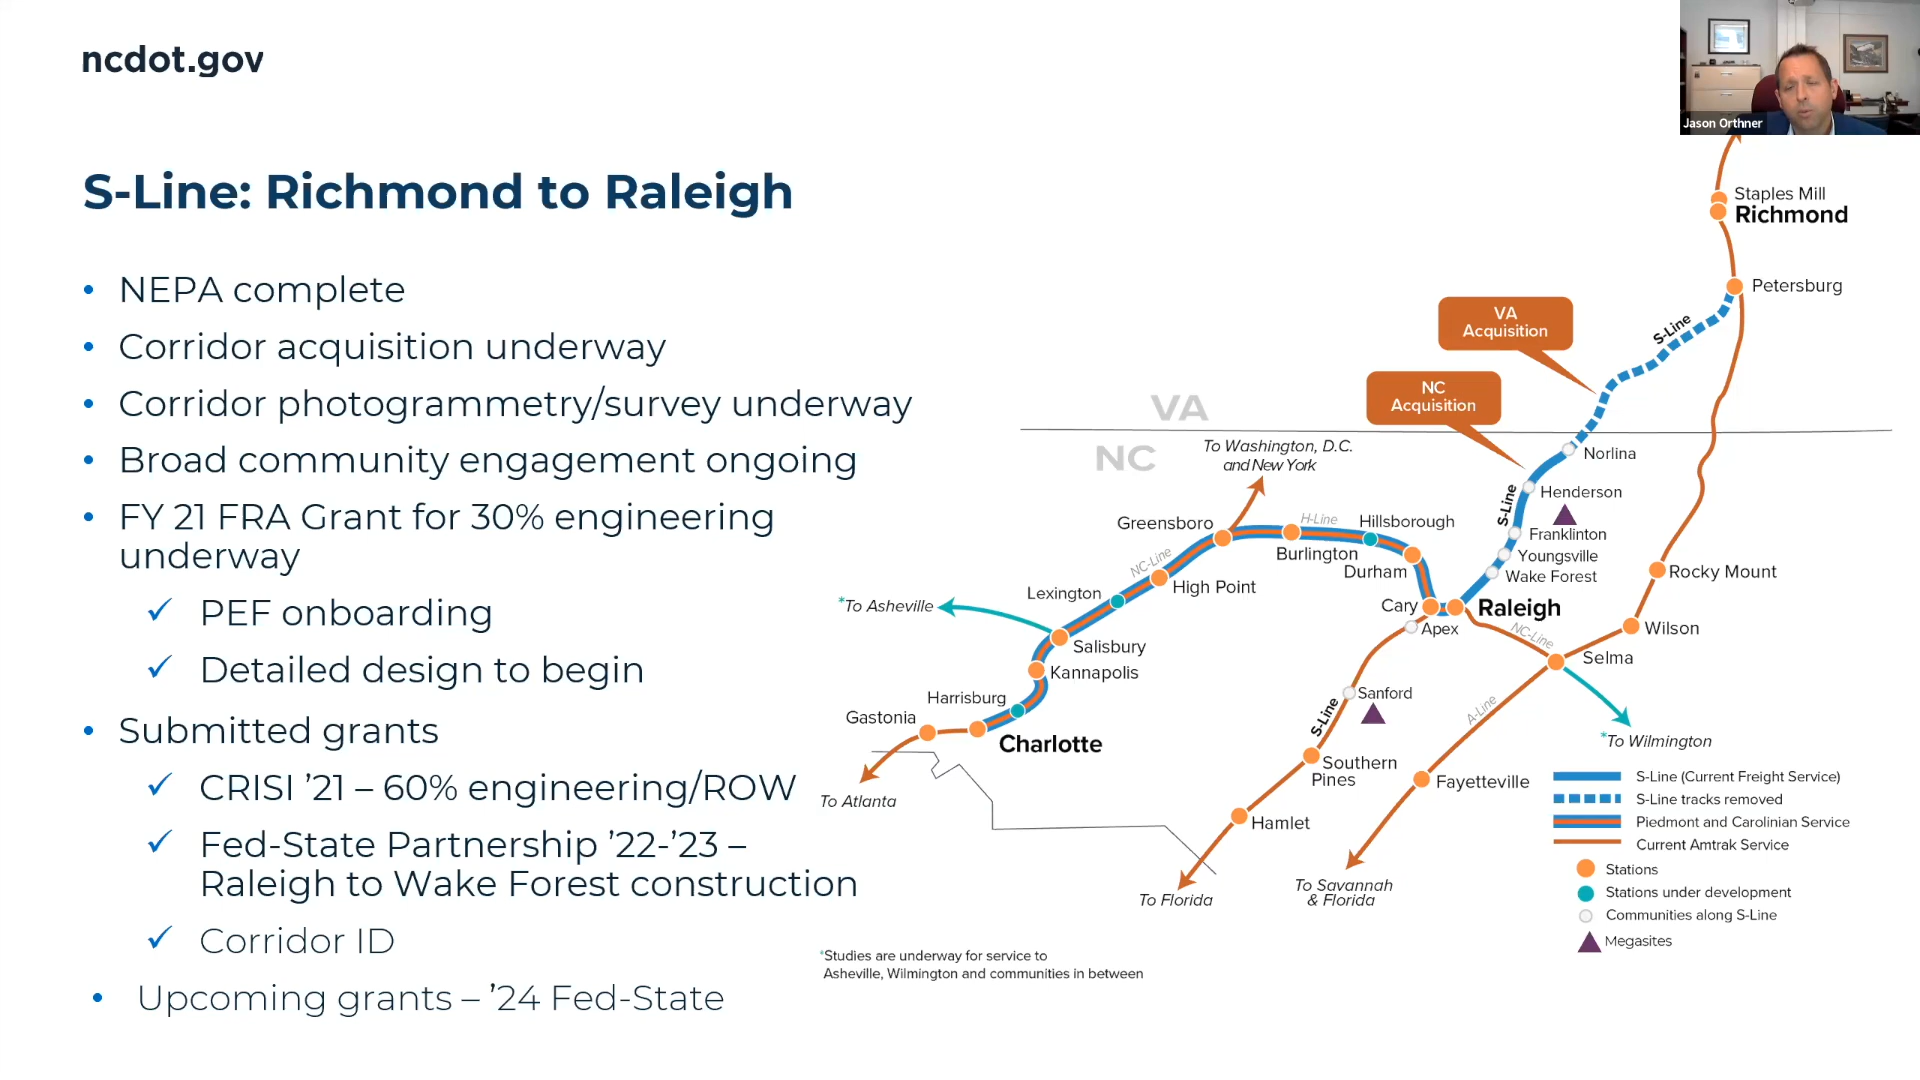 ncdot.gov
Jason Orthner
S-Line: Richmond to Raleigh
• NEPA complete
• Corridor acquisition underway
• Corridor photogrammetry/survey underway
• Broad community engagement ongoing
• FY 21 FRA Grant for 30% engineering
underway
✓ PEF onboarding
✓ Detailed design to begin
• Submitted grants
✓ CRISI ’21 – 60% engineering/ROW
✓ Fed-State Partnership ’22-’23 –
Raleigh to Wake Forest construction
✓ Corridor ID
• Upcoming grants – ’24 Fed-State
Staples Mill
Richmond
Petersburg
S-Line
VA
Acquisition
NC
Acquisition
VA
NC
To Washington, D.C.
and New York
Norlina
Henderson
S-Line
Franklinton
Youngsville
Wake Forest
Greensboro
H-Line
Hillsborough
Burlington
Durham
NC-Line
High Point
Lexington
*To Asheville
Cary
Raleigh
Apex
NC-Line
Rocky Mount
Wilson
Selma
Salisbury
Kannapolis
Harrisburg
Gastonia
Charlotte
To Atlanta
Sanford
S-Line
A-Line
*To Wilmington
Southern
Pines
Fayetteville
Hamlet
To Florida
To Savannah
& Florida
S-Line (Current Freight Service)
S-Line tracks removed
Piedmont and Carolinian Service
Current Amtrak Service
Stations
Stations under development
Communities along S-Line
Megasites
*Studies are underway for service to
Asheville, Wilmington and communities in between